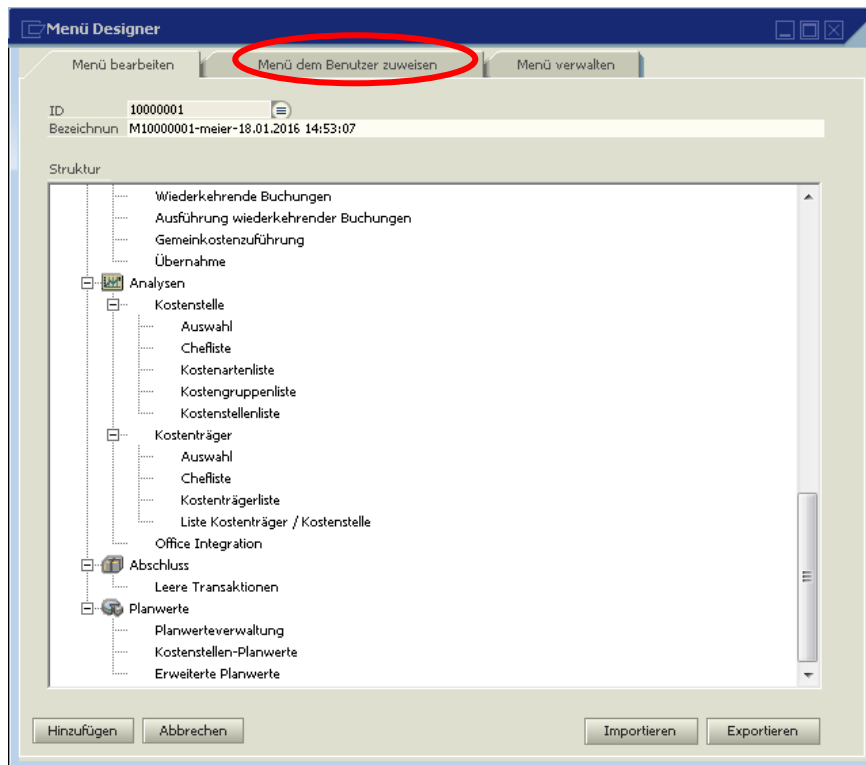 Menü Designer
Menü bearbeiten Menü dem Benutzer zuweisen Menü verwalten
ID 10000001
Bezeichnun M10000001-meier-18.01.2016 14:53:07
Struktur
Wiederkehrende Buchungen
Ausführung wiederkehrender Buchungen
Gemeinkostenzuführung
Übernahme
Analysen
Kostenstelle
Auswahl
Chefliste
Kostenartenliste
Kostengruppenliste
Kostenstellenliste
Kostenträger
Auswahl
Chefliste
Kostenträgerliste
Liste Kostenträger / Kostenstelle
Office Integration
Abschluss
Leere Transaktionen
Planwerte
Planwerteverwaltung
Kostenstellen-Planwerte
Erweiterte Planwerte
Hinzufügen Abbrechen Importieren Exportieren